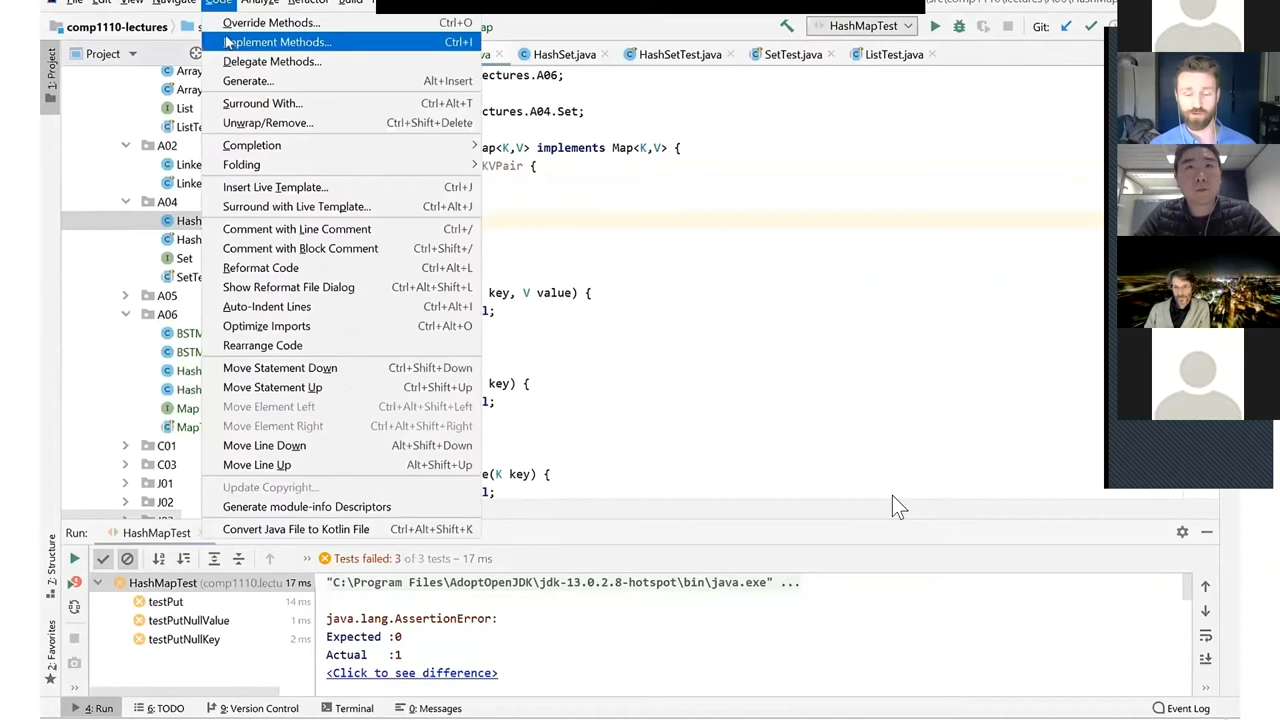 Code
Analyze
comp1110-lectures
HashMapTest
Git:
Project
HashSet.java
HashSetTest.java
SetTest.java
ListTest.java
1: Project
Override Methods... Ctrl+O
Implement Methods... Ctrl+I
Delegate Methods...
Generate... Alt+Insert
Surround With... Ctrl+Alt+T
Unwrap/Remove... Ctrl+Shift+Delete
Completion
Folding
Insert Live Template... Ctrl+J
Surround with Live Template... Ctrl+Alt+J
Comment with Line Comment Ctrl+/
Comment with Block Comment Ctrl+Shift+/
Reformat Code Ctrl+Alt+L
Show Reformat File Dialog Ctrl+Alt+Shift+L
Auto-Indent Lines Ctrl+Alt+I
Optimize Imports Ctrl+Alt+O
Rearrange Code
Move Statement Down Ctrl+Shift+Down
Move Statement Up Ctrl+Shift+Up
Move Element Left Ctrl+Alt+Shift+Left
Move Element Right Ctrl+Alt+Shift+Right
Move Line Down Alt+Shift+Down
Move Line Up Alt+Shift+Up
Update Copyright...
Generate module-info Descriptors
Convert Java File to Kotlin File Ctrl+Alt+Shift+K
Array
Array
List
ListTe
A02
Linke
Linke
A04
Hash
Hash
Set
SetTe
A05
A06
BSTM
BSTM
Hash
Hash
Map
MapT
C01
C03
J01
J02
ectures.A06;
ectures.A04.Set;
ap<K,V> implements Map<K,V> {
KVPair {
key, V value) {
l;
key) {
l;
e(K key) {
l;
Run: HashMapTest
Tests failed: 3 of 3 tests – 17 ms
HashMapTest (comp1110.lectu 17 ms
testPut 14 ms
testPutNullValue 1 ms
testPutNullKey 2 ms
"C:\Program Files\AdoptOpenJDK\jdk-13.0.2.8-hotspot\bin\java.exe" ...
java.lang.AssertionError:
Expected :0
Actual :1
<Click to see difference>
Z: Structure
2: Favorites
4: Run
6: TODO
9: Version Control
Terminal
0: Messages
Event Log